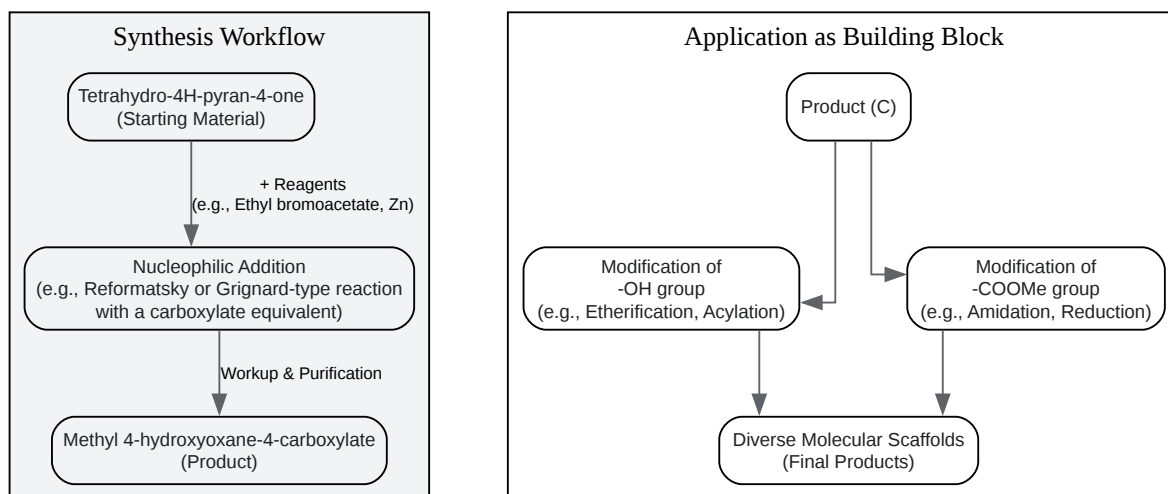 Synthesis Workflow
Tetrahydro-4H-pyran-4-one
(Starting Material)
+ Reagents
(e.g., Ethyl bromoacetate, Zn)
Nucleophilic Addition
(e.g., Reformatsky or Grignard-type reaction
with a carboxylate equivalent)
Workup & Purification
Methyl 4-hydroxyoxane-4-carboxylate
(Product)
Application as Building Block
Product (C)
Modification of
-OH group
(e.g., Etherification, Acylation)
Modification of
-COOMe group
(e.g., Amidation, Reduction)
Diverse Molecular Scaffolds
(Final Products)